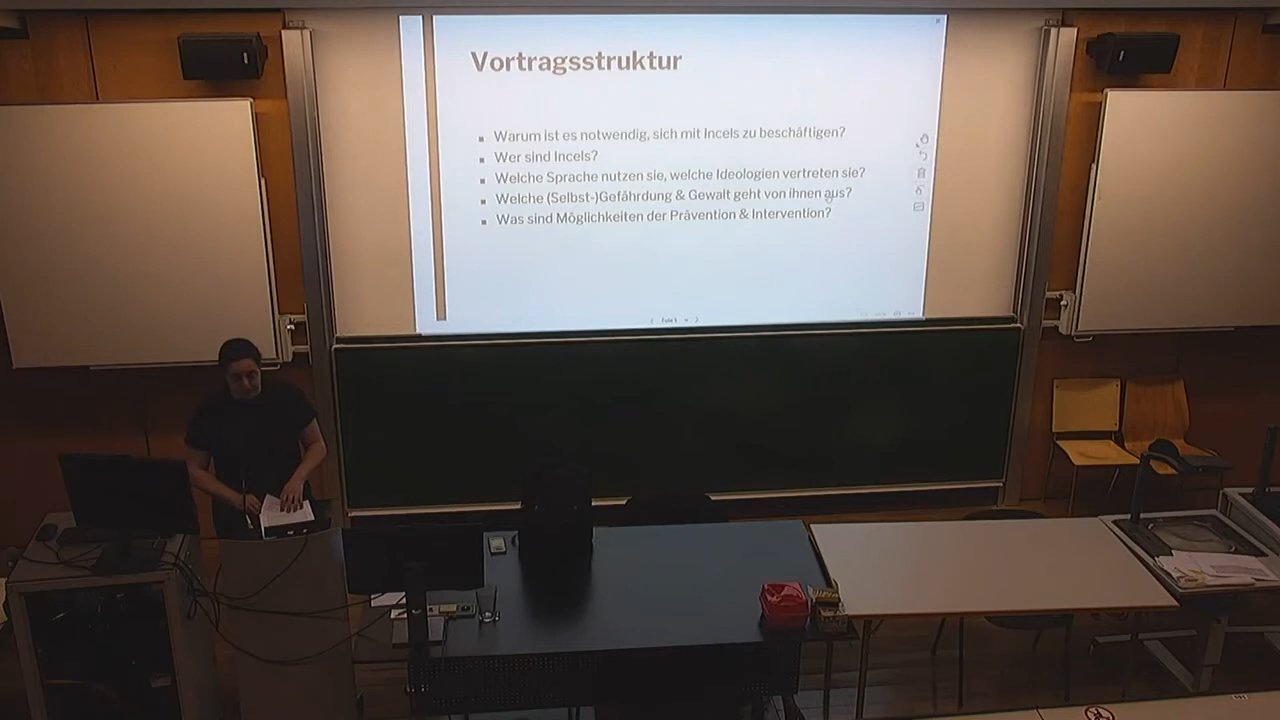 Vortragsstruktur
Warum ist es notwendig, sich mit Incels zu beschäftigen?
Wer sind Incels?
Welche Sprache nutzen sie, welche Ideologien vertreten sie?
Welche (Selbst-)Gefährdung & Gewalt geht von ihnen aus?
Was sind Möglichkeiten der Prävention & Intervention?